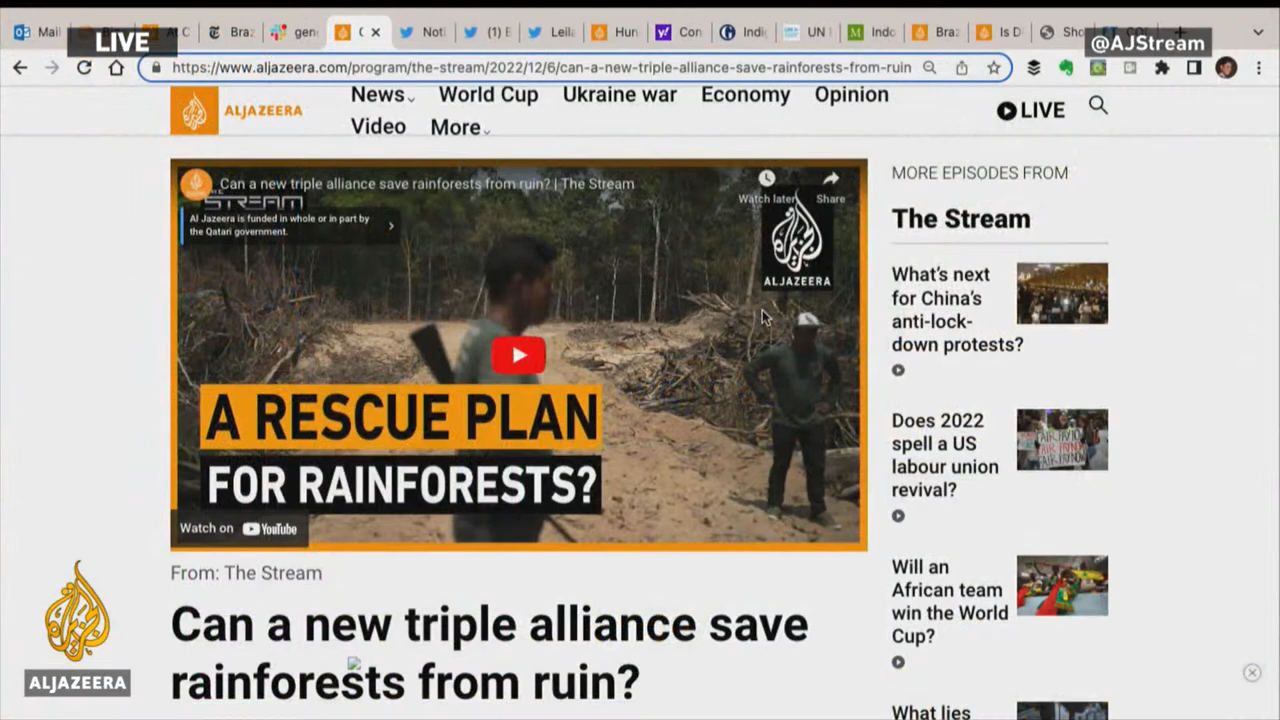 Mail
LIVE
At C
Braz
gen
Noti
(1) E
Leila
Hun
Con
Indi
UN
Indo
Braz
Is D
Sho
@AJStream
https://www.aljazeera.com/program/the-stream/2022/12/6/can-a-new-triple-alliance-save-rainforests-from-ruin
ALJAZEERA
News
World Cup
Ukraine war
Economy
Opinion
LIVE
Video
More
Can a new triple alliance save rainforests from ruin? | The Stream
STREAM
Al Jazeera is funded in whole or in part by
the Qatari government.
Watch later
Share
الجزيرة
ALJAZEERA
A RESCUE PLAN
FOR RAINFORESTS?
Watch on YouTube
From: The Stream
Can a new triple alliance save
rainforests from ruin?
MORE EPISODES FROM
The Stream
What's next
for China's
anti-lock-
down protests?
Does 2022
spell a US
labour union
revival?
Will an
African team
win the World
Cup?
What lies
الجزيرة
ALJAZEERA